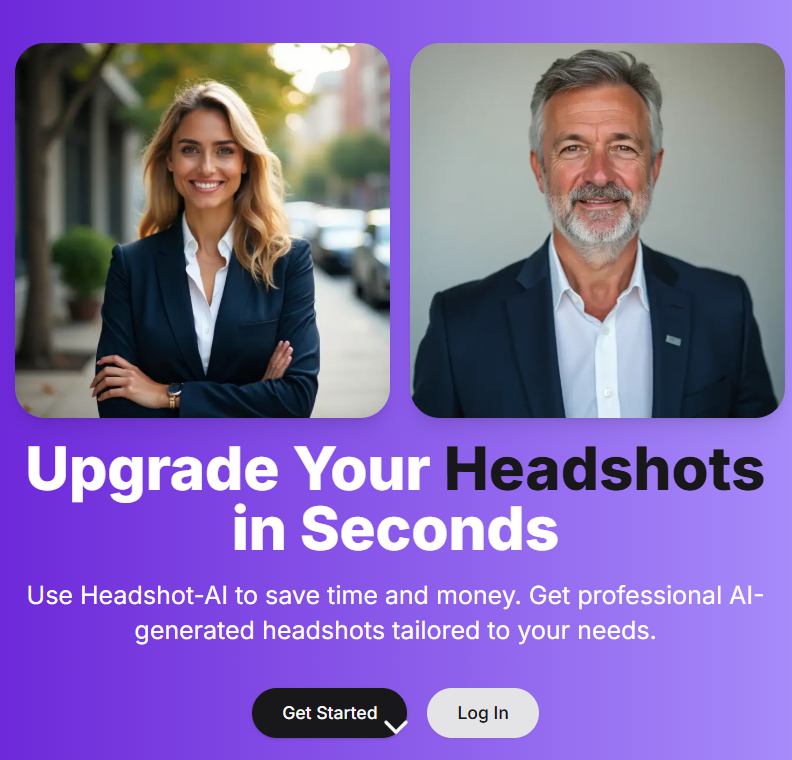 Upgrade Your Headshots
in Seconds
Use Headshot-AI to save time and money. Get professional AI-
generated headshots tailored to your needs.
Get Started
Log In